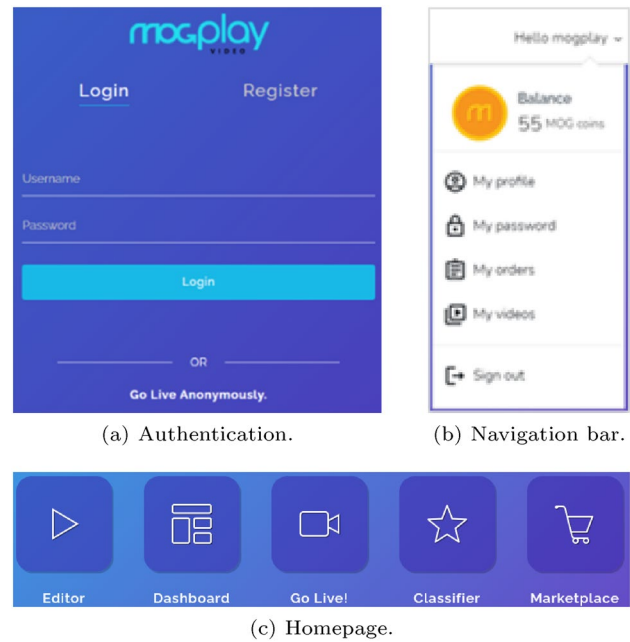 mogplay
VIDEO
Login Register
Username
Password
Login
OR
Go Live Anonymously.
(a) Authentication.
Hello mogplay
m
Balance
55 MOG coins
My profile
My password
My orders
My videos
Sign out
(b) Navigation bar.
Editor Dashboard Go Live! Classifier Marketplace
(c) Homepage.